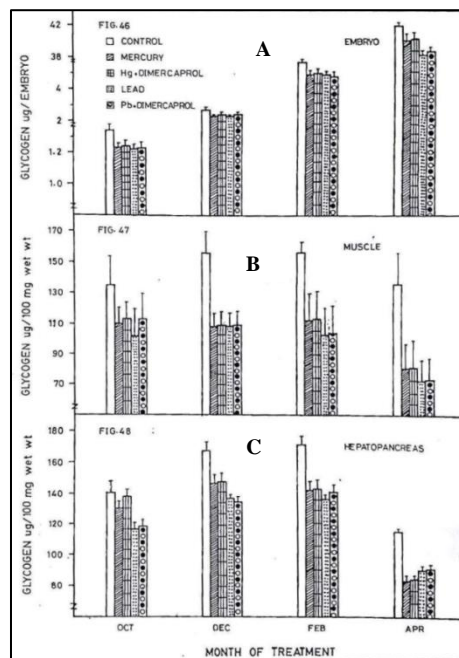 FIG.46
A
EMBRYO
CONTROL
MERCURY
Hg+DIMERCAPROL
LEAD
Pb+DIMERCAPROL
GLYCOGEN ug/EMBRYO
42
38
4
2
1.2
1.0
FIG.47
B
MUSCLE
GLYCOGEN ug/100 mg wet wt
170
150
130
110
90
70
FIG.48
C
HEPATOPANCREAS
GLYCOGEN ug/100 mg wet wt
180
160
140
120
100
80
OCT DEC FEB APR
MONTH OF TREATMENT